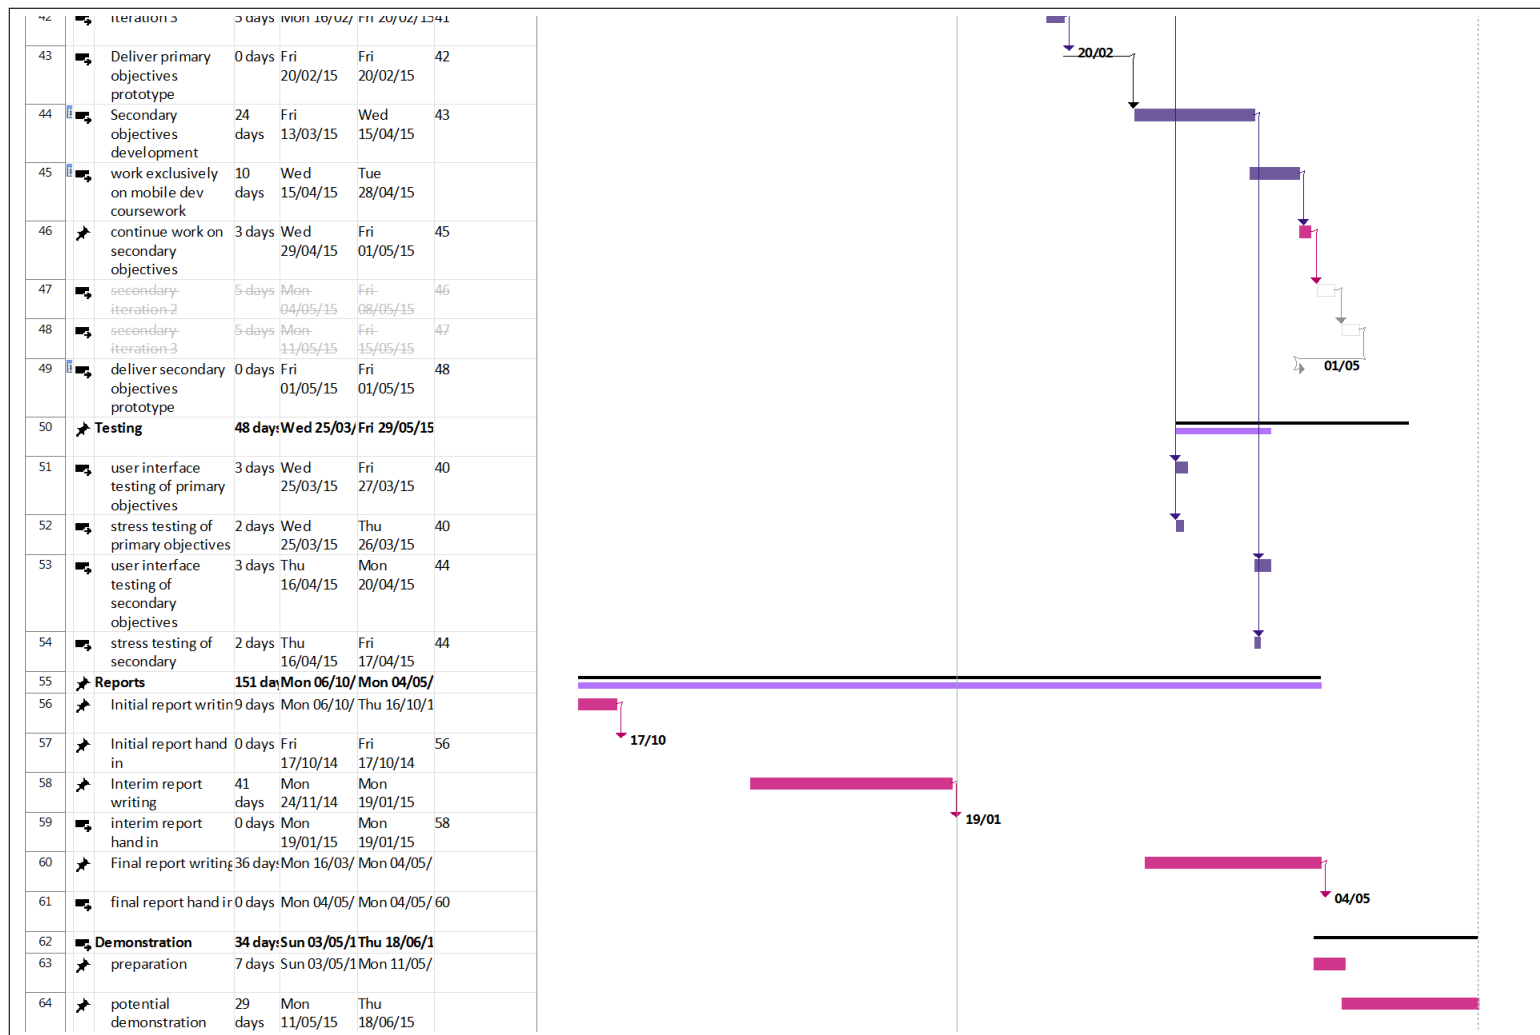 42 iteration 3 5 days Mon 16/02/ Fri 20/02/15 41
43 Deliver primary 0 days Fri Fri 42
objectives 20/02/15 20/02/15
prototype
20/02
44 Secondary 24 Fri Wed 43
objectives days 13/03/15 15/04/15
development
45 work exclusively 10 Wed Tue 44
on mobile dev days 15/04/15 28/04/15
coursework
46 continue work on 3 days Wed Fri 45
secondary 29/04/15 01/05/15
objectives
47 secondary 5 days Mon Fri 46
iteration 2 04/05/15 08/05/15
48 secondary 5 days Mon Fri 47
iteration 3 11/05/15 15/05/15
49 deliver secondary 0 days Fri Fri 48
objectives 01/05/15 01/05/15
prototype
01/05
50 Testing 48 days Wed 25/03/ Fri 29/05/15
51 user interface 3 days Wed Fri 40
testing of primary 25/03/15 27/03/15
objectives
52 stress testing of 2 days Wed Thu 40
primary objectives 25/03/15 26/03/15
53 user interface 3 days Thu Mon 44
testing of 16/04/15 20/04/15
secondary
objectives
54 stress testing of 2 days Thu Fri 44
secondary 16/04/15 17/04/15
55 Reports 151 day Mon 06/10/ Mon 04/05/
56 Initial report writin 9 days Mon 06/10/ Thu 16/10/1
17/10
57 Initial report hand 0 days Fri Fri 56
in 17/10/14 17/10/14
58 Interim report 41 Mon Mon
writing days 24/11/14 19/01/15
19/01
59 interim report 0 days Mon Mon 58
hand in 19/01/15 19/01/15
60 Final report writing 36 days Mon 16/03/ Mon 04/05/
61 final report hand in 0 days Mon 04/05/ Mon 04/05/ 60
04/05
62 Demonstration 34 days Sun 03/05/1 Thu 18/06/1
63 preparation 7 days Sun 03/05/1 Mon 11/05/
64 potential 29 Mon Thu
demonstration days 11/05/15 18/06/15